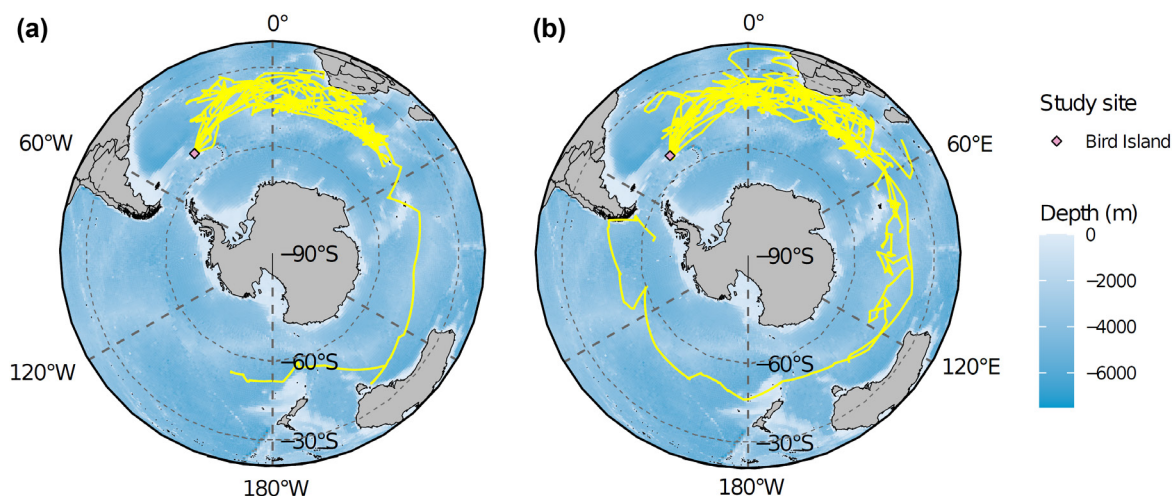 (a)
0°
60°W
120°W
−90°S
−60°S
−30°S
180°W
(b)
0°
60°E
120°E
−90°S
−60°S
−30°S
180°W
Study site
Bird Island
Depth (m)
0
−2000
−4000
−6000